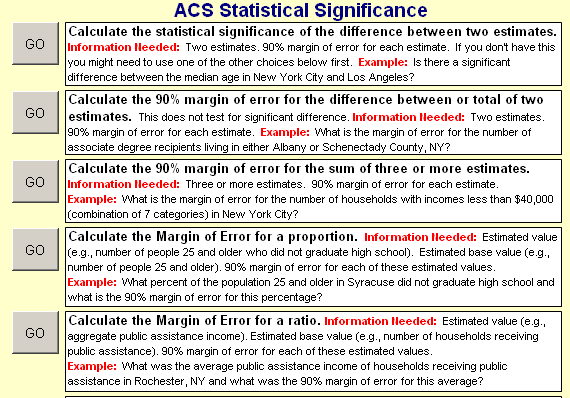 ACS Statistical Significance
GO
Calculate the statistical significance of the difference between two estimates.
Information Needed: Two estimates. 90% margin of error for each estimate. If you don't have this
you might need to use one of the other choices below first. Example: Is there a significant
difference between the median age in New York City and Los Angeles?
GO
Calculate the 90% margin of error for the difference between or total of two
estimates. This does not test for significant difference. Information Needed: Two estimates.
90% margin of error for each estimate. Example: What is the margin of error for the number of
associate degree recipients living in either Albany or Schenectady County, NY?
GO
Calculate the 90% margin of error for the sum of three or more estimates.
Information Needed: Three or more estimates. 90% margin of error for each estimate.
Example: What is the margin of error for the number of households with incomes less than $40,000
(combination of 7 categories) in New York City?
GO
Calculate the Margin of Error for a proportion. Information Needed: Estimated value
(e.g., number of people 25 and older who did not graduate high school). Estimated base value (e.g.,
number of people 25 and older). 90% margin of error for each of these estimated values.
Example: What percent of the population 25 and older in Syracuse did not graduate high school and
what is the 90% margin of error for this percentage?
GO
Calculate the Margin of Error for a ratio. Information Needed: Estimated value (e.g.,
aggregate public assistance income). Estimated base value (e.g., number of households receiving
public assistance). 90% margin of error for each of these estimated values.
Example: What was the average public assistance income of households receiving public
assistance in Rochester, NY and what was the 90% margin of error for this average?